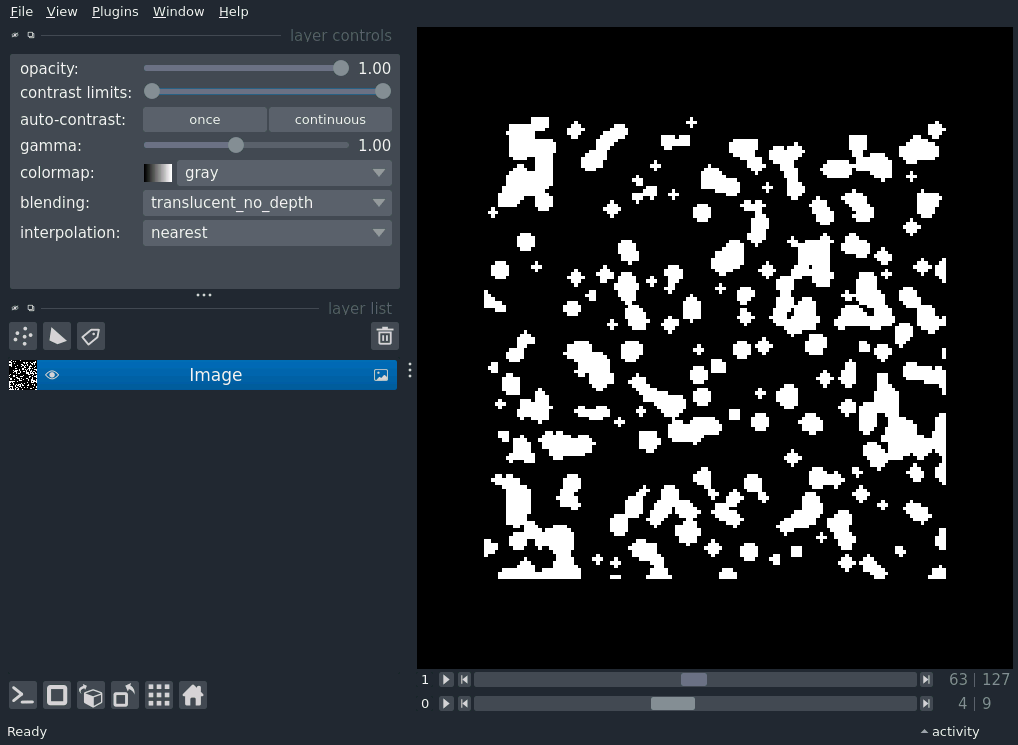 File View Plugins Window Help
layer controls
opacity: 1.00
contrast limits:
auto-contrast: once continuous
gamma: 1.00
colormap: gray
blending: translucent_no_depth
interpolation: nearest
layer list
Image
1 63 | 127
0 4 | 9
Ready activity